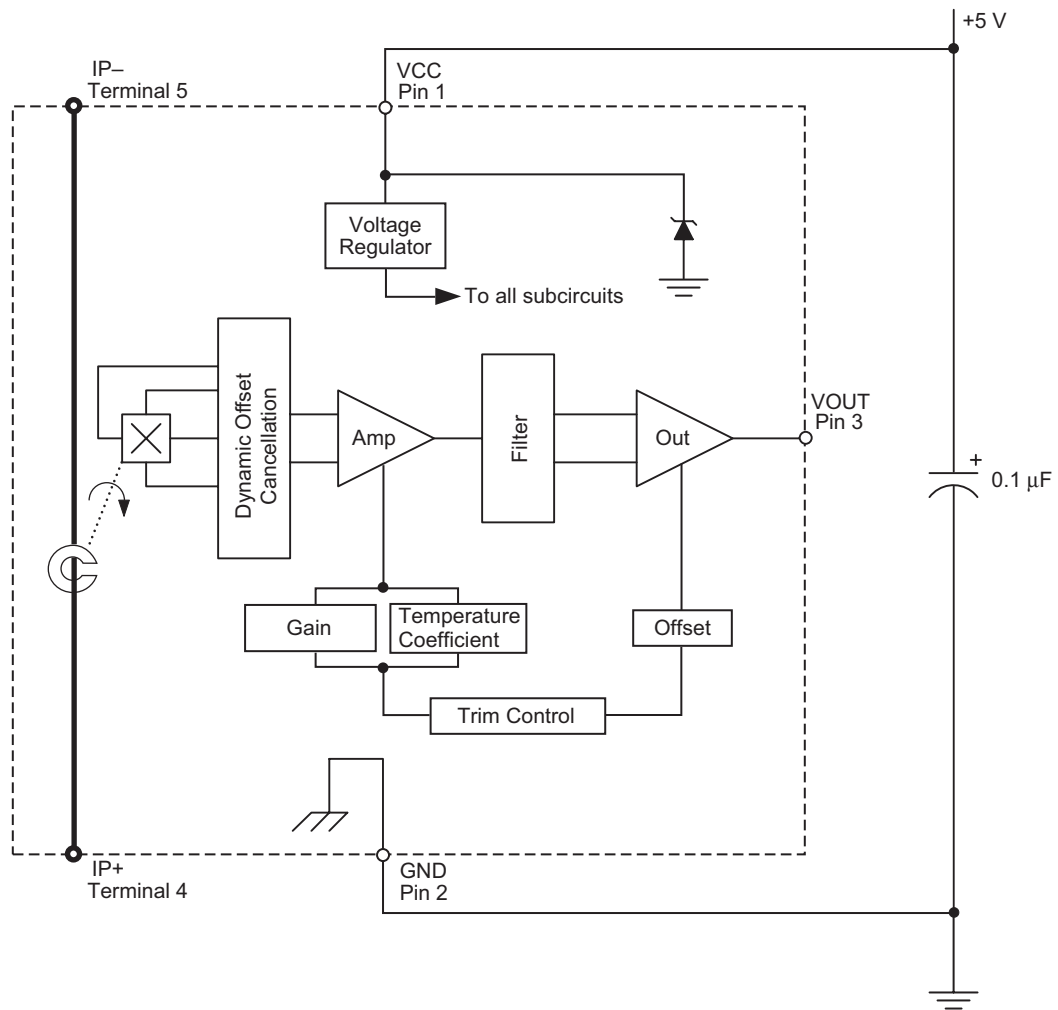 +5 V
IP–
Terminal 5
VCC
Pin 1
Voltage
Regulator
To all subcircuits
Dynamic Offset
Cancellation
Amp
Filter
Out
VOUT
Pin 3
+
0.1 µF
Gain
Temperature
Coefficient
Offset
Trim Control
IP+
Terminal 4
GND
Pin 2